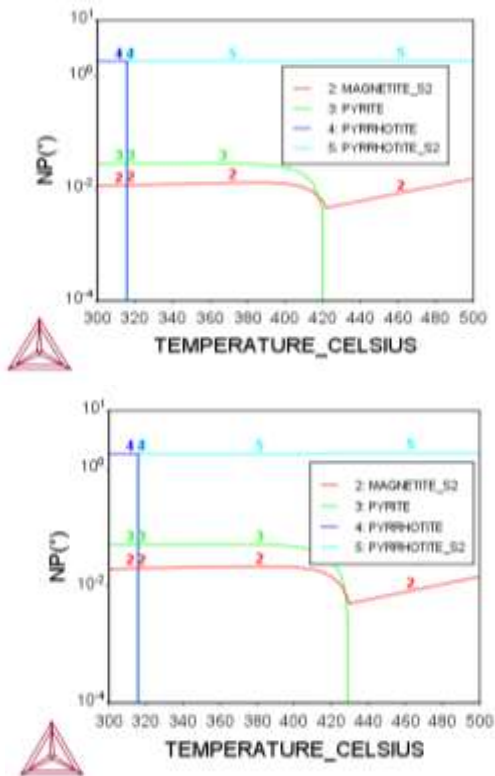 10¹
4 4 5 5
10⁰
2: MAGNETITE_S2
3: PYRITE
4: PYRRHOTITE
5: PYRRHOTITE_S2
NP(*)
3 3 3
10⁻²
2 2 2 2
10⁻⁴
300 320 340 360 380 400 420 440 460 480 500
TEMPERATURE_CELSIUS
10¹
4 4 5 5
10⁰
2: MAGNETITE_S2
3: PYRITE
4: PYRRHOTITE
5: PYRRHOTITE_S2
NP(*)
3 3 3
10⁻²
2 2 2 2
10⁻⁴
300 320 340 360 380 400 420 440 460 480 500
TEMPERATURE_CELSIUS